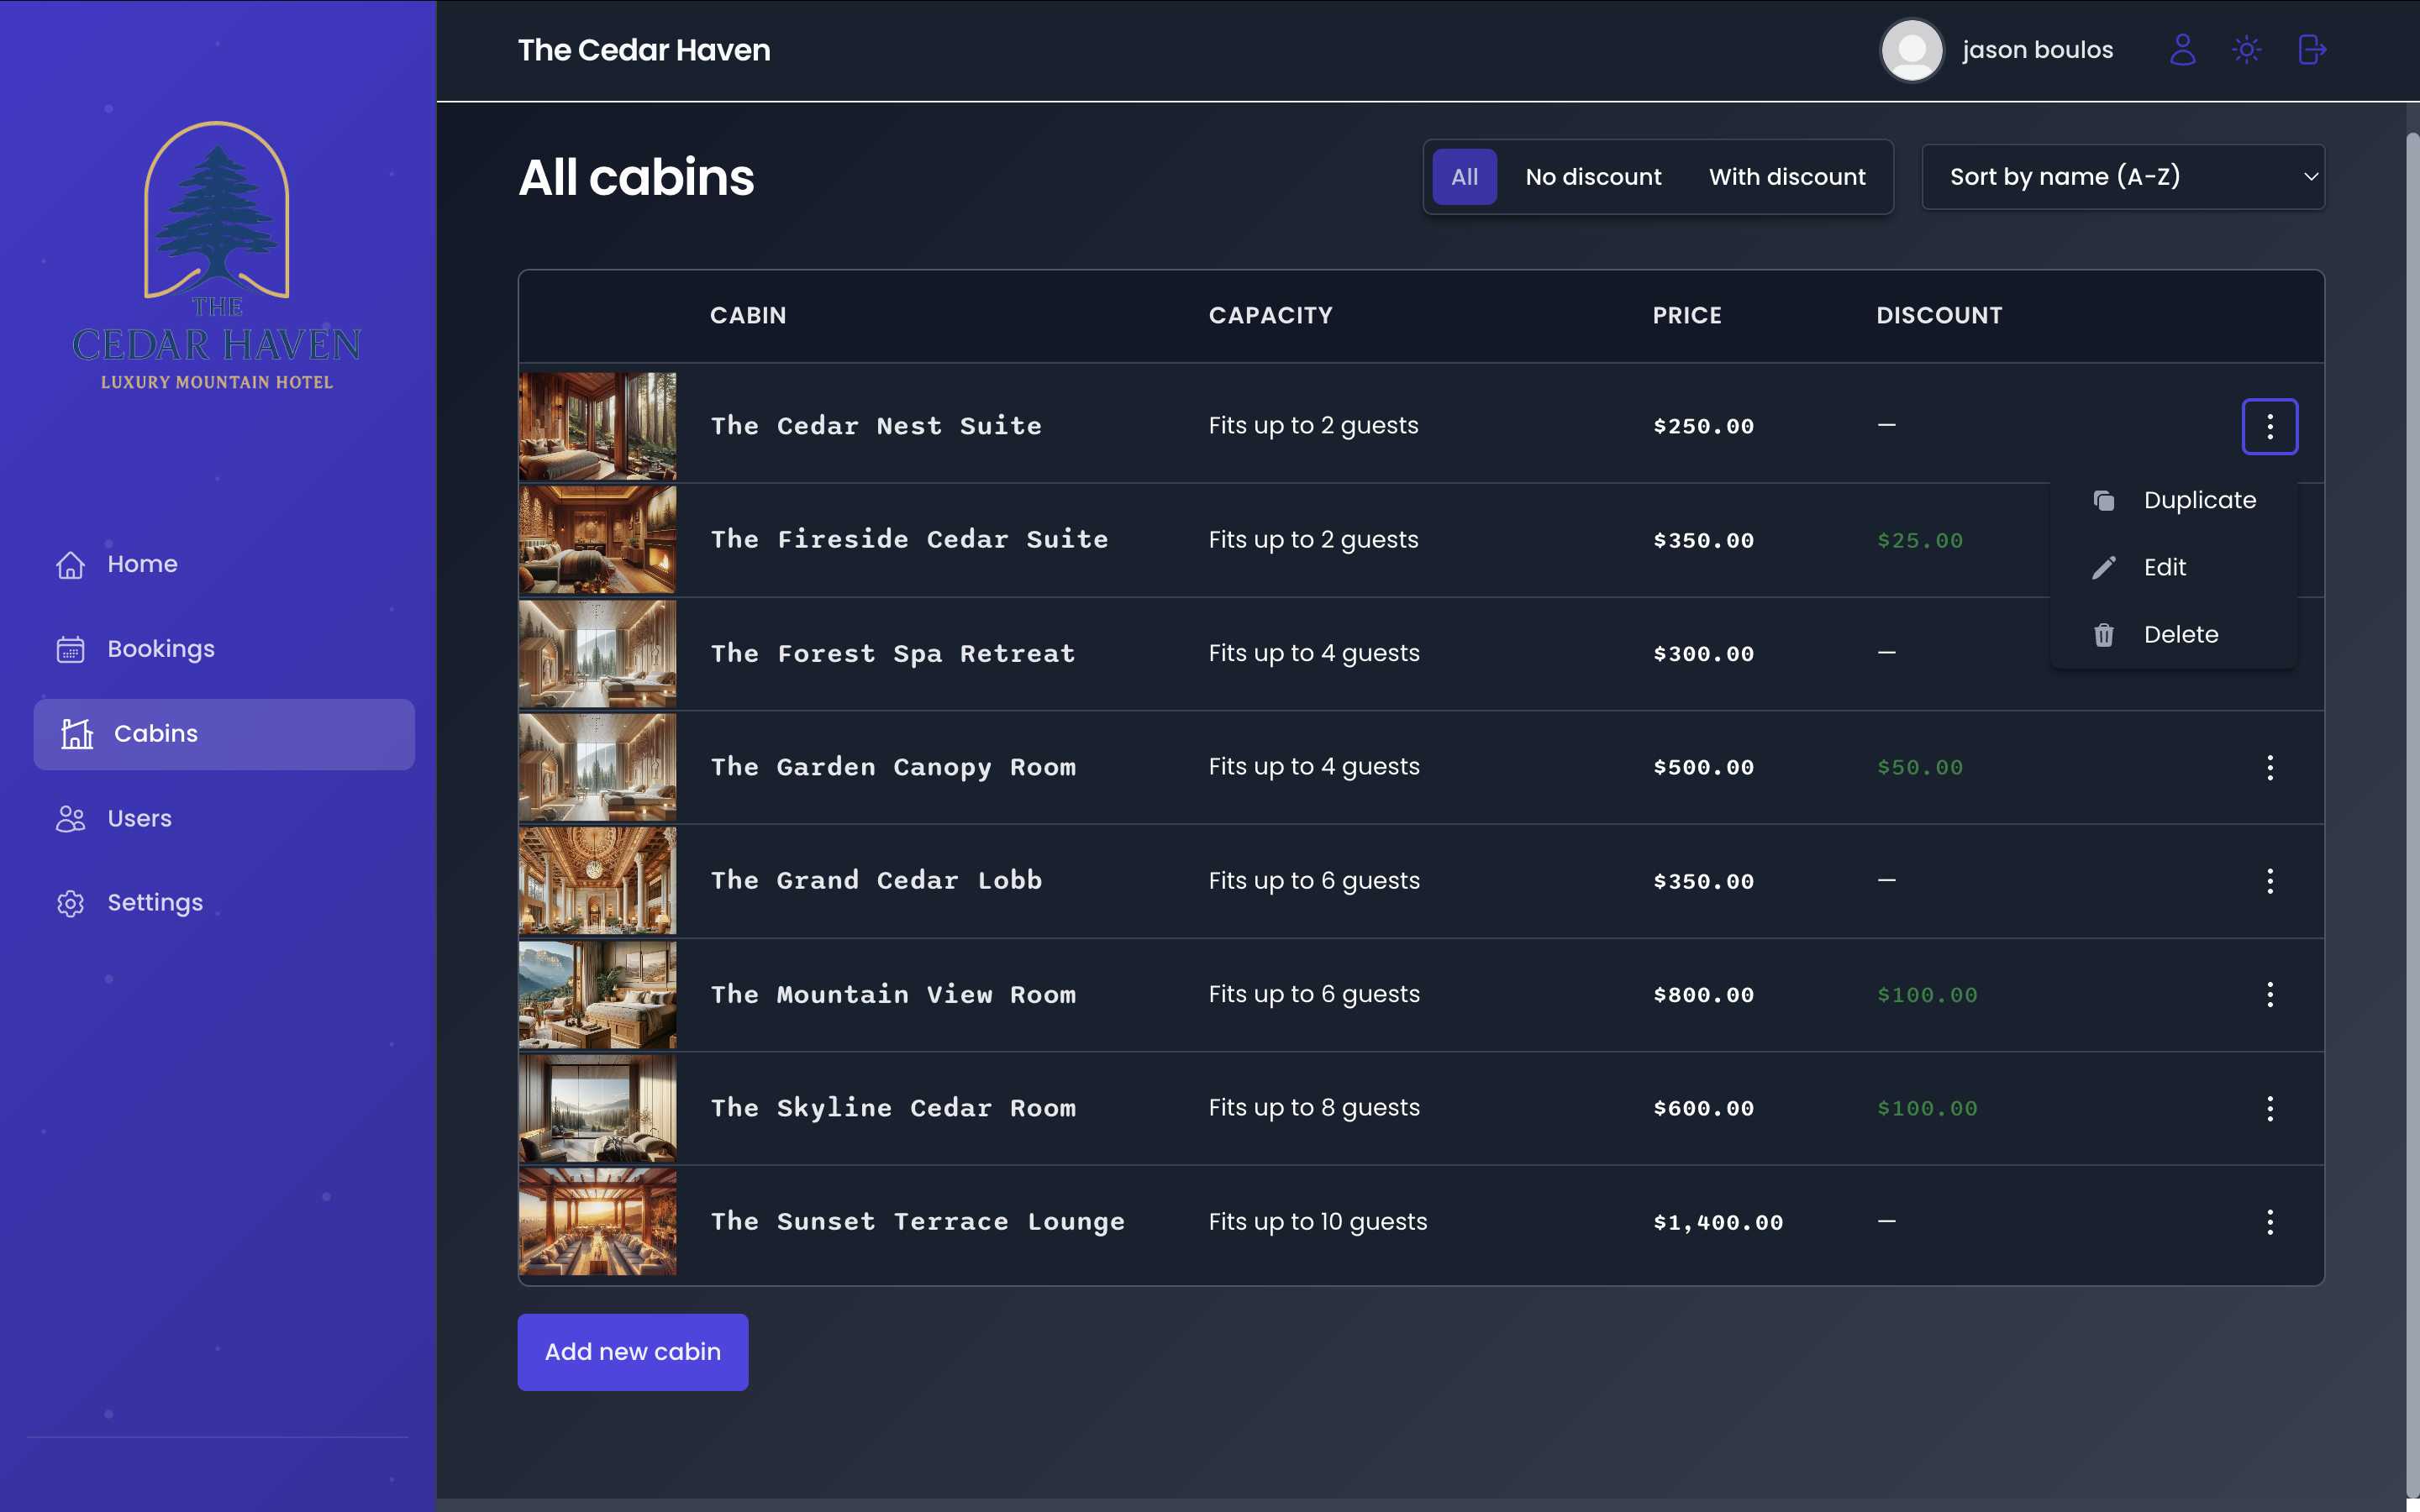 THE
CEDAR HAVEN
LUXURY MOUNTAIN HOTEL
Home
Bookings
Cabins
Users
Settings
The Cedar Haven
jason boulos
All cabins
All No discount With discount
Sort by name (A-Z)
CABIN CAPACITY PRICE DISCOUNT
The Cedar Nest Suite Fits up to 2 guests $250.00 —
The Fireside Cedar Suite Fits up to 2 guests $350.00 $25.00
The Forest Spa Retreat Fits up to 4 guests $300.00 —
The Garden Canopy Room Fits up to 4 guests $500.00 $50.00
The Grand Cedar Lobb Fits up to 6 guests $350.00 —
The Mountain View Room Fits up to 6 guests $800.00 $100.00
The Skyline Cedar Room Fits up to 8 guests $600.00 $100.00
The Sunset Terrace Lounge Fits up to 10 guests $1,400.00 —
Duplicate
Edit
Delete
Add new cabin